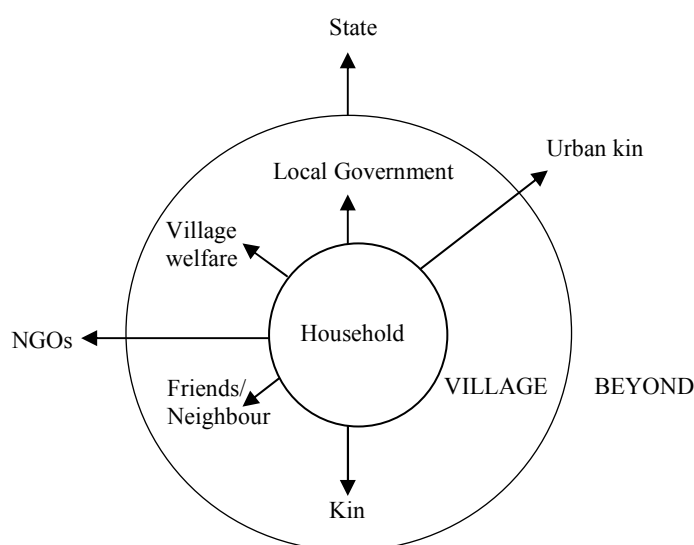 State
Urban kin
Local Government
Village
welfare
NGOs
Household
Friends/
Neighbour
VILLAGE
BEYOND
Kin